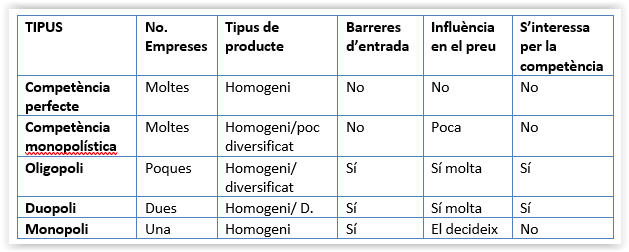 TIPUS No. Empreses Tipus de producte Barreres d'entrada Influència en el preu S'interessa per la competència
Competència perfecte Moltes Homogeni No No No
Competència monopolística Moltes Homogeni/poc diversificat No Poca No
Oligopoli Poques Homogeni/ diversificat Sí Sí molta Sí
Duopoli Dues Homogeni/ D. Sí Sí molta Sí
Monopoli Una Homogeni Sí El decideix No